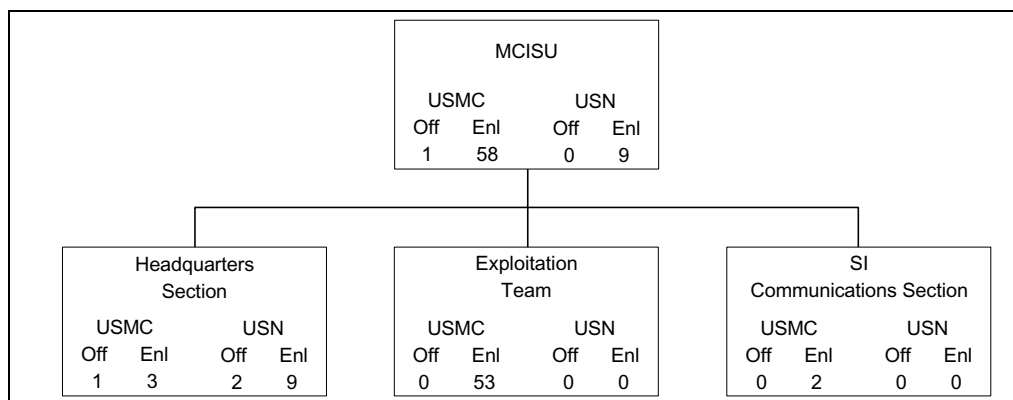 MCISU
USMC USN
Off Enl Off Enl
1 58 0 9
Headquarters
Section
USMC USN
Off Enl Off Enl
1 3 2 9
Exploitation
Team
USMC USN
Off Enl Off Enl
0 53 0 0
SI
Communications Section
USMC USN
Off Enl Off Enl
0 2 0 0